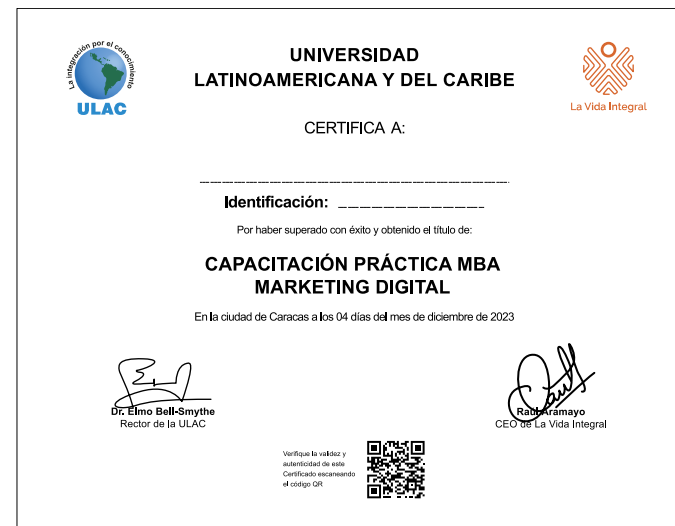 La integración por el conocimiento
ULAC
UNIVERSIDAD
LATINOAMERICANA Y DEL CARIBE
La Vida Integral
CERTIFICA A:
Identificación:
Por haber superado con éxito y obtenido el título de:
CAPACITACIÓN PRÁCTICA MBA
MARKETING DIGITAL
En la ciudad de Caracas a los 04 días del mes de diciembre de 2023
Dr. Elmo Bell-Smythe
Rector de la ULAC
Raúl Aramayo
CEO de La Vida Integral
Verifique la validez y
autenticidad de este
Certificado escaneando
el código QR